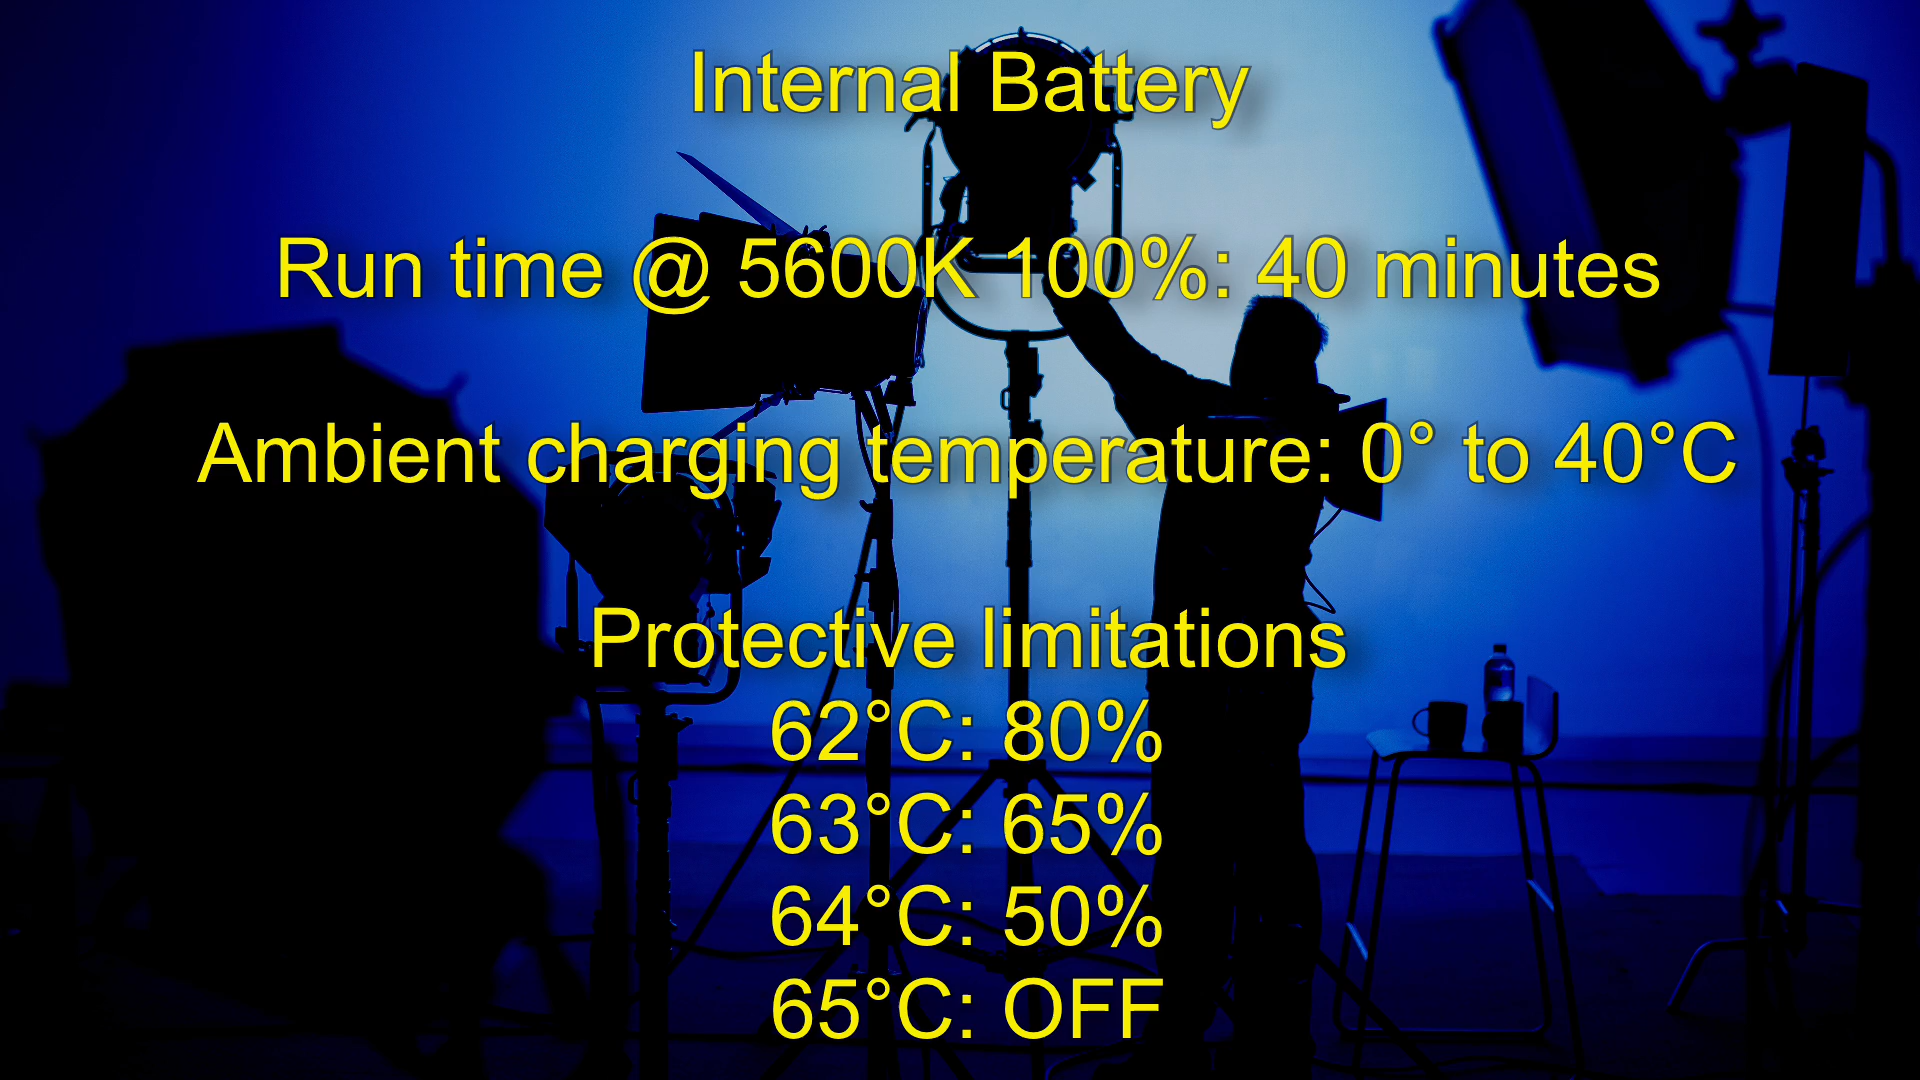 Internal Battery
Run time @ 5600K 100%: 40 minutes
Ambient charging temperature: 0° to 40°C
Protective limitations
62°C: 80%
63°C: 65%
64°C: 50%
65°C: OFF